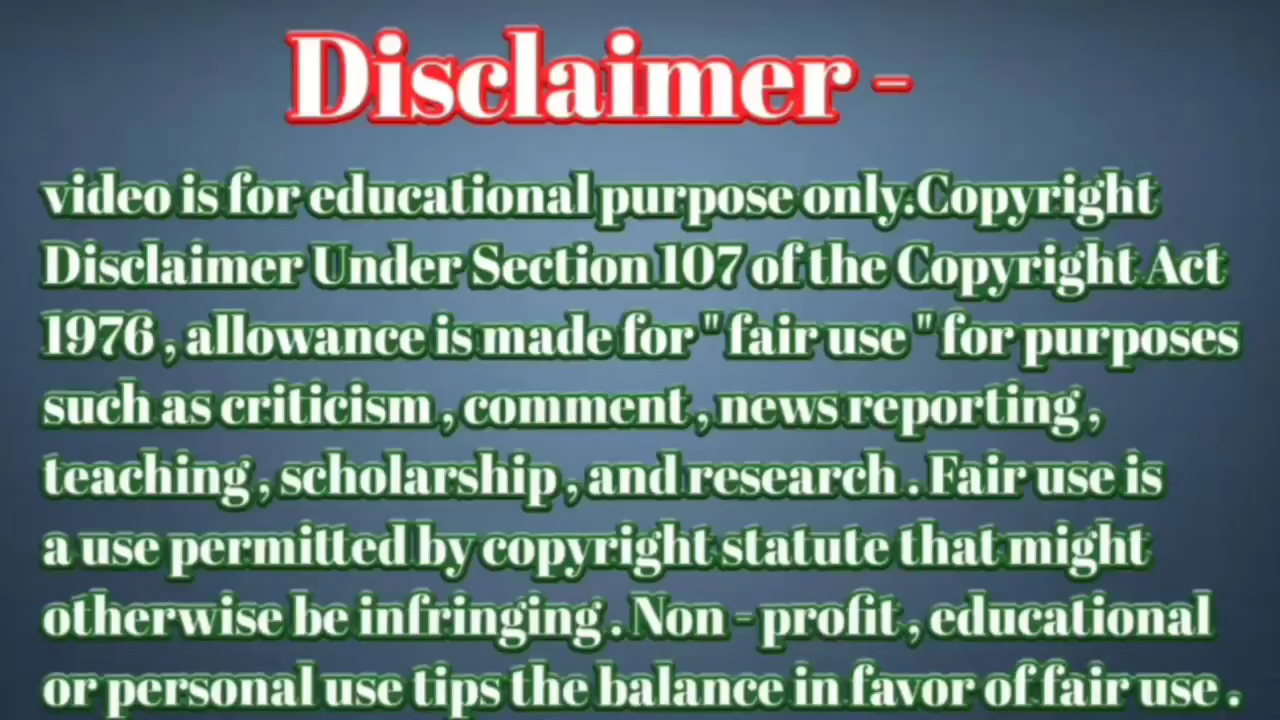 Disclaimer -
video is for educational purpose only.Copyright
Disclaimer Under Section 107 of the Copyright Act
1976 , allowance is made for " fair use " for purposes
such as criticism , comment , news reporting ,
teaching , scholarship , and research . Fair use is
a use permitted by copyright statute that might
otherwise be infringing . Non - profit , educational
or personal use tips the balance in favor of fair use .